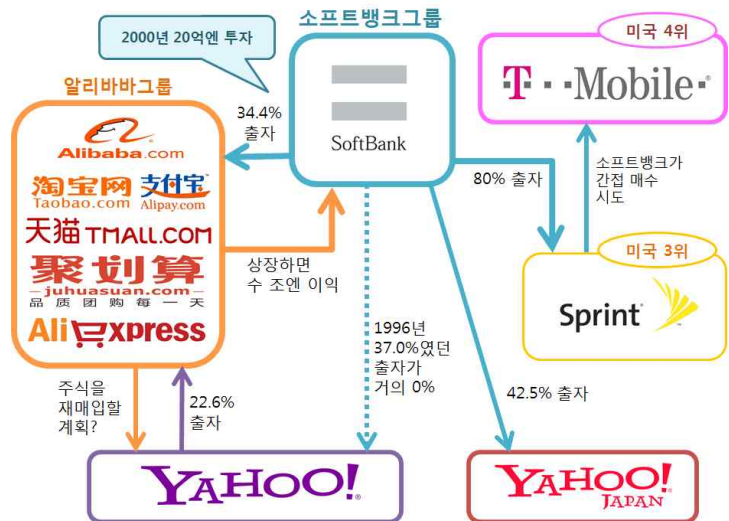 2000년 20억엔 투자
소프트뱅크그룹
SoftBank
미국 4위
T··Mobile·®
알리바바그룹
Alibaba.com
淘宝网
Taobao.com
支付宝
Alipay.com
天猫 TMALL.COM
聚划算
juhuasuan.com
品质团购每一天
AliExpress
34.4%
출자
상장하면
수 조엔 이익
80% 출자
소프트뱅크가
간접 매수
시도
미국 3위
Sprint
1996년
37.0%였던
출자가
거의 0%
42.5% 출자
주식을
재매입할
계획?
22.6%
출자
YAHOO!®
YAHOO!
JAPAN